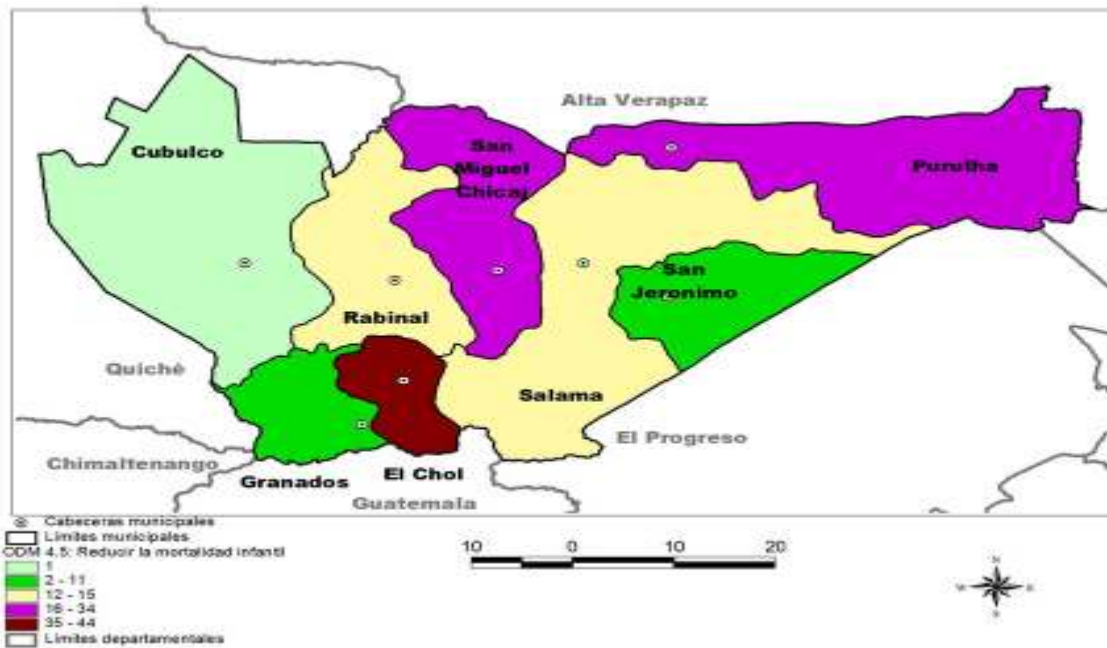 Alta Verapaz
Cubulco
San
Miguel
Chicaj
Purulha
San
Jeronimo
Rabinal
Quiché
Salama
El Progreso
Chimaltenango
El Chol
Granados
Guatemala
Cabeceras municipales
Límites municipales
ODM 4.5: Reducir la mortalidad infantil
1
2 - 11
12 - 15
16 - 34
35 - 44
Límites departamentales
10 0 10 20
N
W E
S